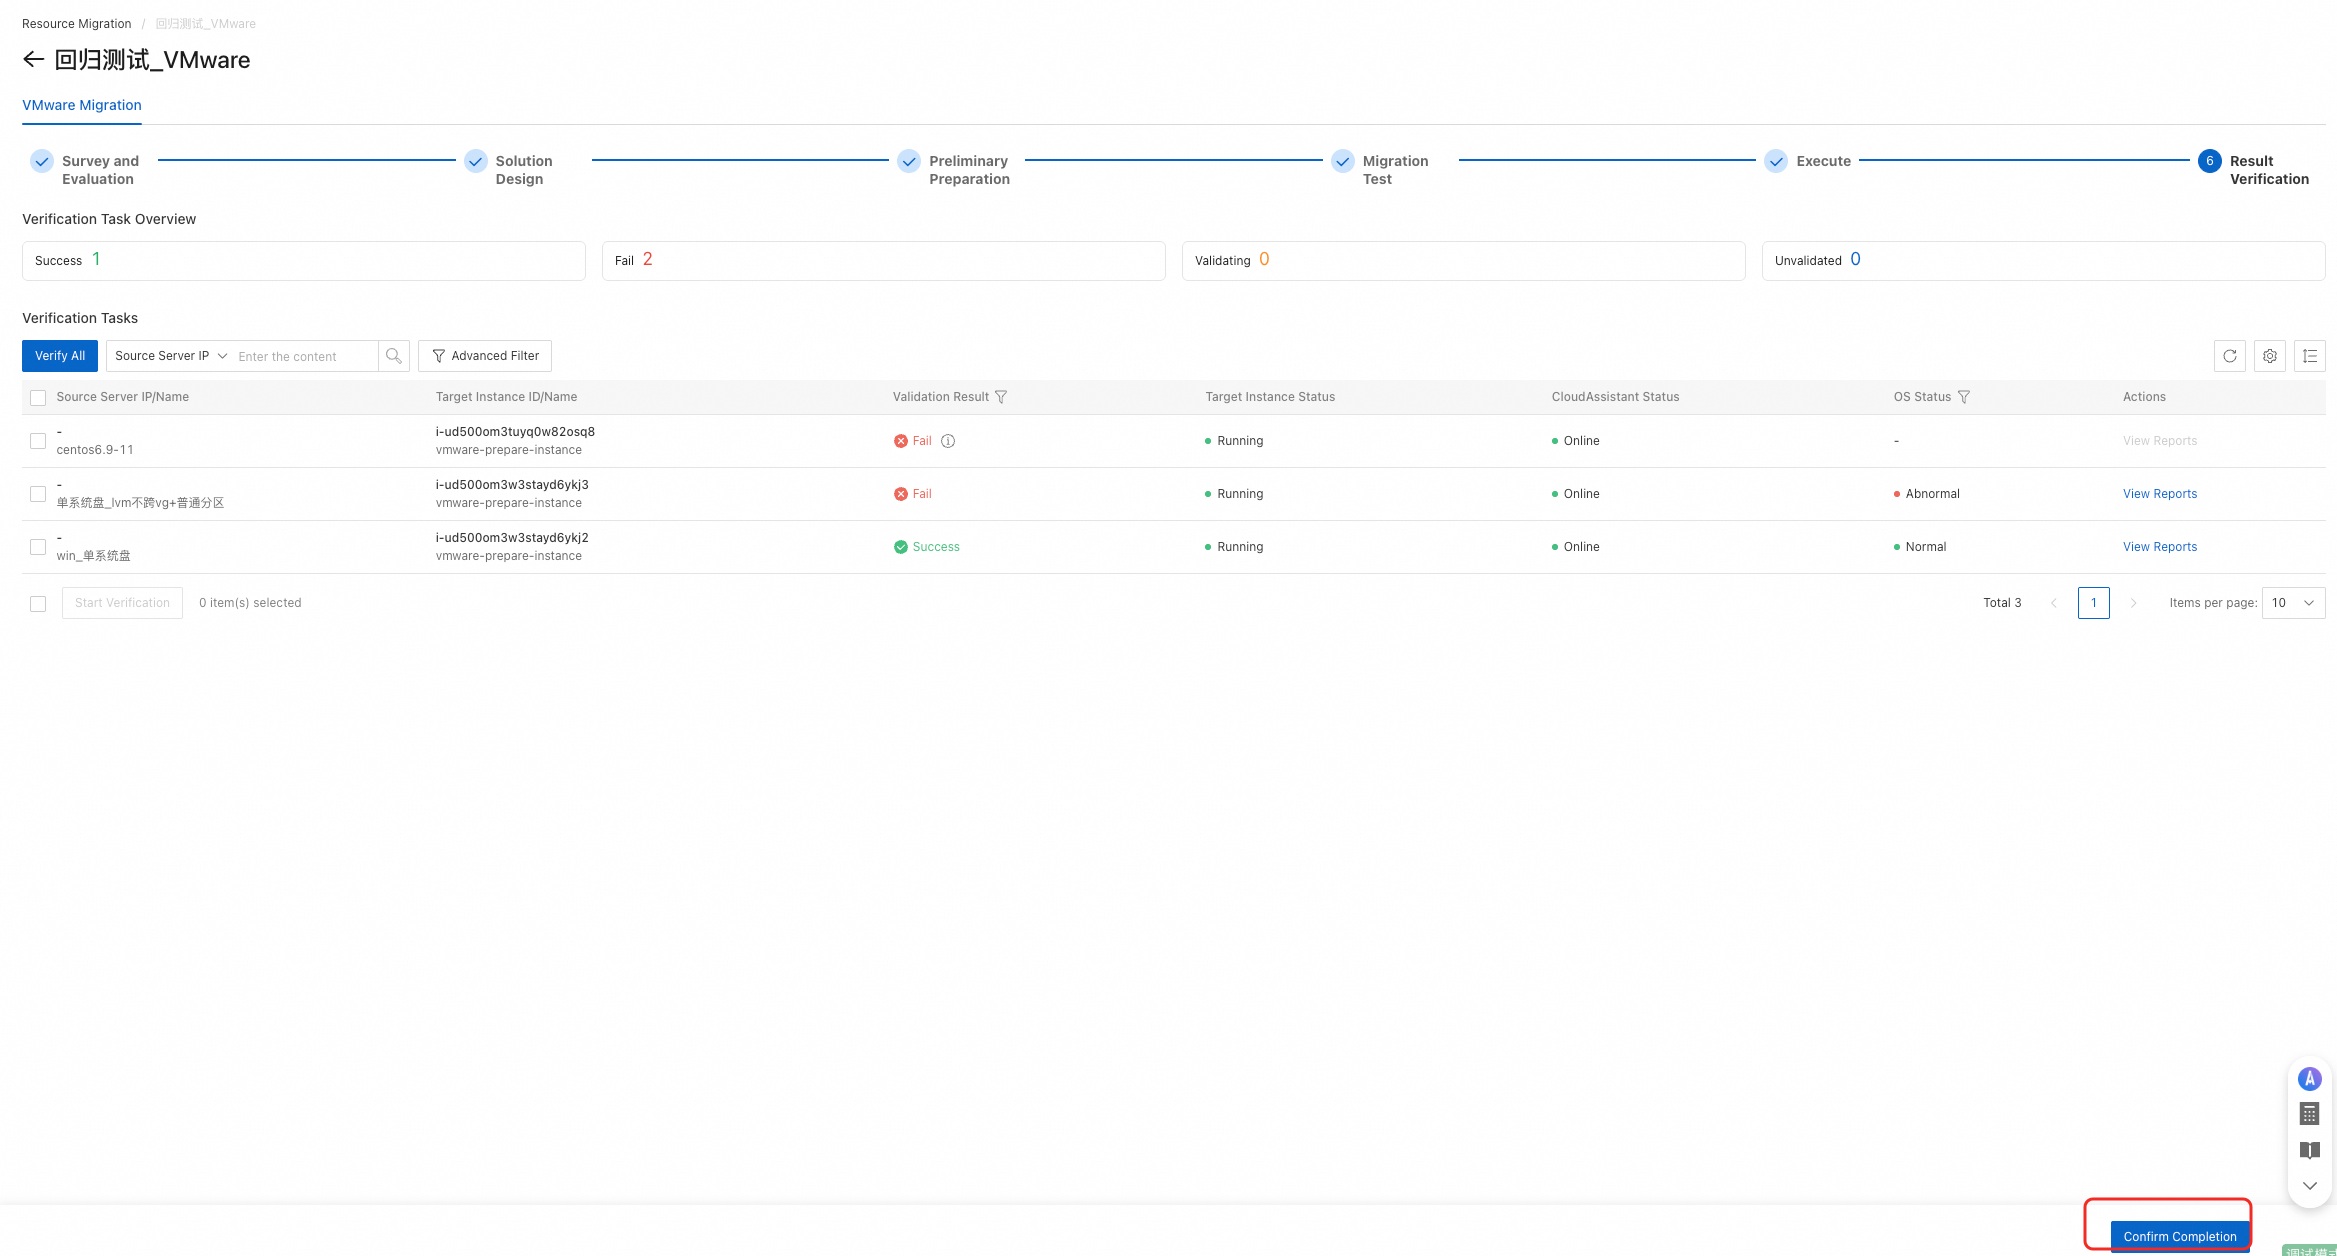 Resource Migration / 回归测试_VMware
回归测试_VMware
VMware Migration
Survey and
Evaluation
Solution
Design
Preliminary
Preparation
Migration
Test
Execute
6 Result
Verification
Verification Task Overview
Success 1
Fail 2
Validating 0
Unvalidated 0
Verification Tasks
Verify All Source Server IP Enter the content Advanced Filter
Source Server IP/Name Target Instance ID/Name Validation Result Target Instance Status CloudAssistant Status OS Status Actions
- i-ud500om3tuyq0w82osq8
centos6.9-11 vmware-prepare-instance
Fail Running Online - View Reports
- i-ud500om3w3stayd6ykj3
单系统盘_lvm不跨vg+普通分区 vmware-prepare-instance
Fail Running Online Abnormal View Reports
- i-ud500om3w3stayd6ykj2
win_单系统盘 vmware-prepare-instance
Success Running Online Normal View Reports
Start Verification 0 item(s) selected Total 3 1 Items per page: 10
Confirm Completion
调试模式